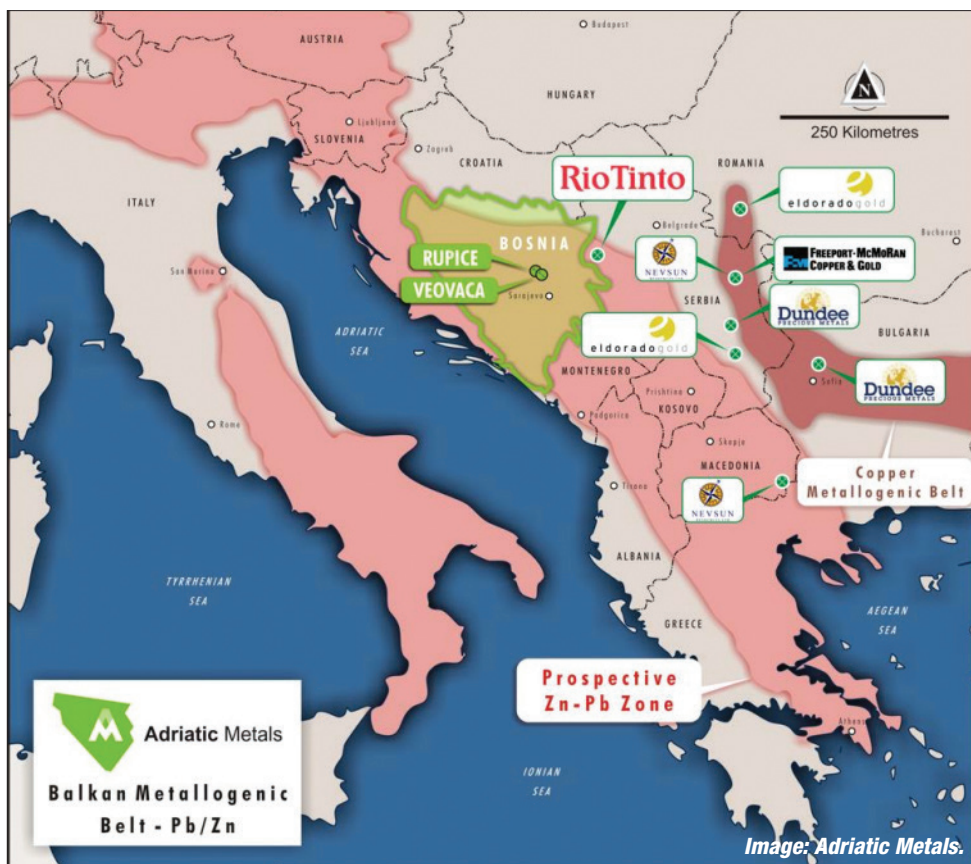 Budapest
AUSTRIA
HUNGARY
N
250 Kilometres
Ljubljana
SLOVENIA
Zagreb
CROATIA
RioTinto
ROMANIA
eldoradogold
ITALY
BOSNIA
Belgrade
Bucharest
RUPICE
NEVSUN
FCX FREEPORT-McMoRAN
COPPER & GOLD
San Marino
VEOVACA
Sarajevo
SERBIA
Dundee
PRECIOUS METALS
ADRIATIC
SEA
eldoradogold
BULGARIA
MONTENEGRO
Prishtina
Sofia
Dundee
PRECIOUS METALS
KOSOVO
Podgorica
Rome
Skopje
MACEDONIA
Copper
Metallogenic Belt
NEVSUN
Tirana
ALBANIA
TYRRHENIAN
SEA
GREECE
AEGEAN
SEA
Prospective
Zn-Pb Zone
Adriatic Metals
Athens
Balkan Metallogenic
Belt - Pb/Zn
IONIAN
SEA
Image: Adriatic Metals.